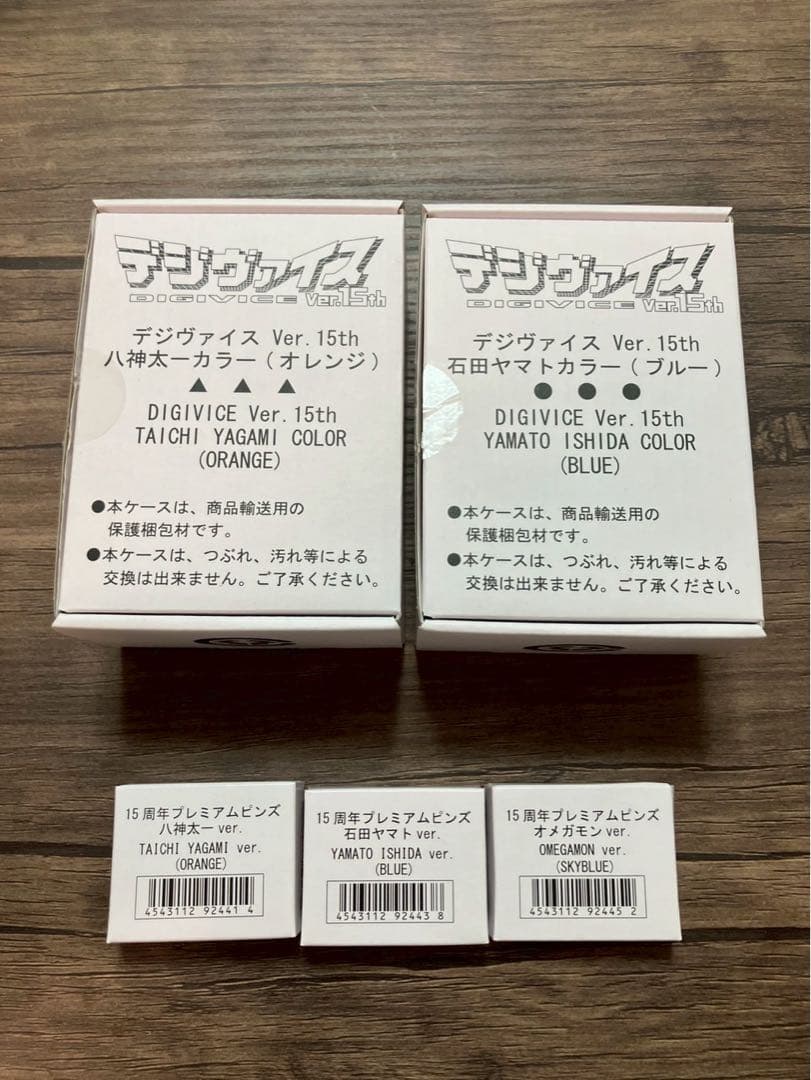 デジヴァイス
DIGIVICE Ver.15th
デジヴァイス Ver.15th
八神太一カラー(オレンジ)
▲ ▲ ▲
DIGIVICE Ver.15th
TAICHI YAGAMI COLOR
(ORANGE)
●本ケースは、商品輸送用の
保護梱包材です。
●本ケースは、つぶれ、汚れ等による
交換は出来ません。ご了承ください。
デジヴァイス
DIGIVICE Ver.15th
デジヴァイス Ver.15th
石田ヤマトカラー(ブルー)
● ● ●
DIGIVICE Ver.15th
YAMATO ISHIDA COLOR
(BLUE)
●本ケースは、商品輸送用の
保護梱包材です。
●本ケースは、つぶれ、汚れ等による
交換は出来ません。ご了承ください。
15周年プレミアムピンズ
八神太一 ver.
TAICHI YAGAMI ver.
(ORANGE)
4543112 92441 4
15周年プレミアムピンズ
石田ヤマト ver.
YAMATO ISHIDA ver.
(BLUE)
4543112 92443 8
15周年プレミアムピンズ
オメガモン ver.
OMEGAMON ver.
(SKYBLUE)
4543112 92445 2